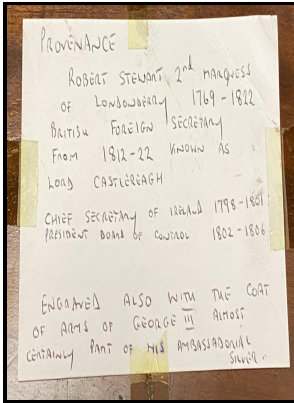 PROVENANCE
ROBERT STEWART 2nd MARQUESS
OF LONDONDERRY 1769-1822
BRITISH FOREIGN SECRETARY
FROM 1812-22 KNOWN AS
LORD CASTLEREAGH
CHIEF SECRETARY OF IRELAND 1798-1801
PRESIDENT BOARD OF CONTROL 1802-1806
ENGRAVED ALSO WITH THE COAT
OF ARMS OF GEORGE III ALMOST
CERTAINLY PART OF HIS AMBASSADORIAL
SILVER.